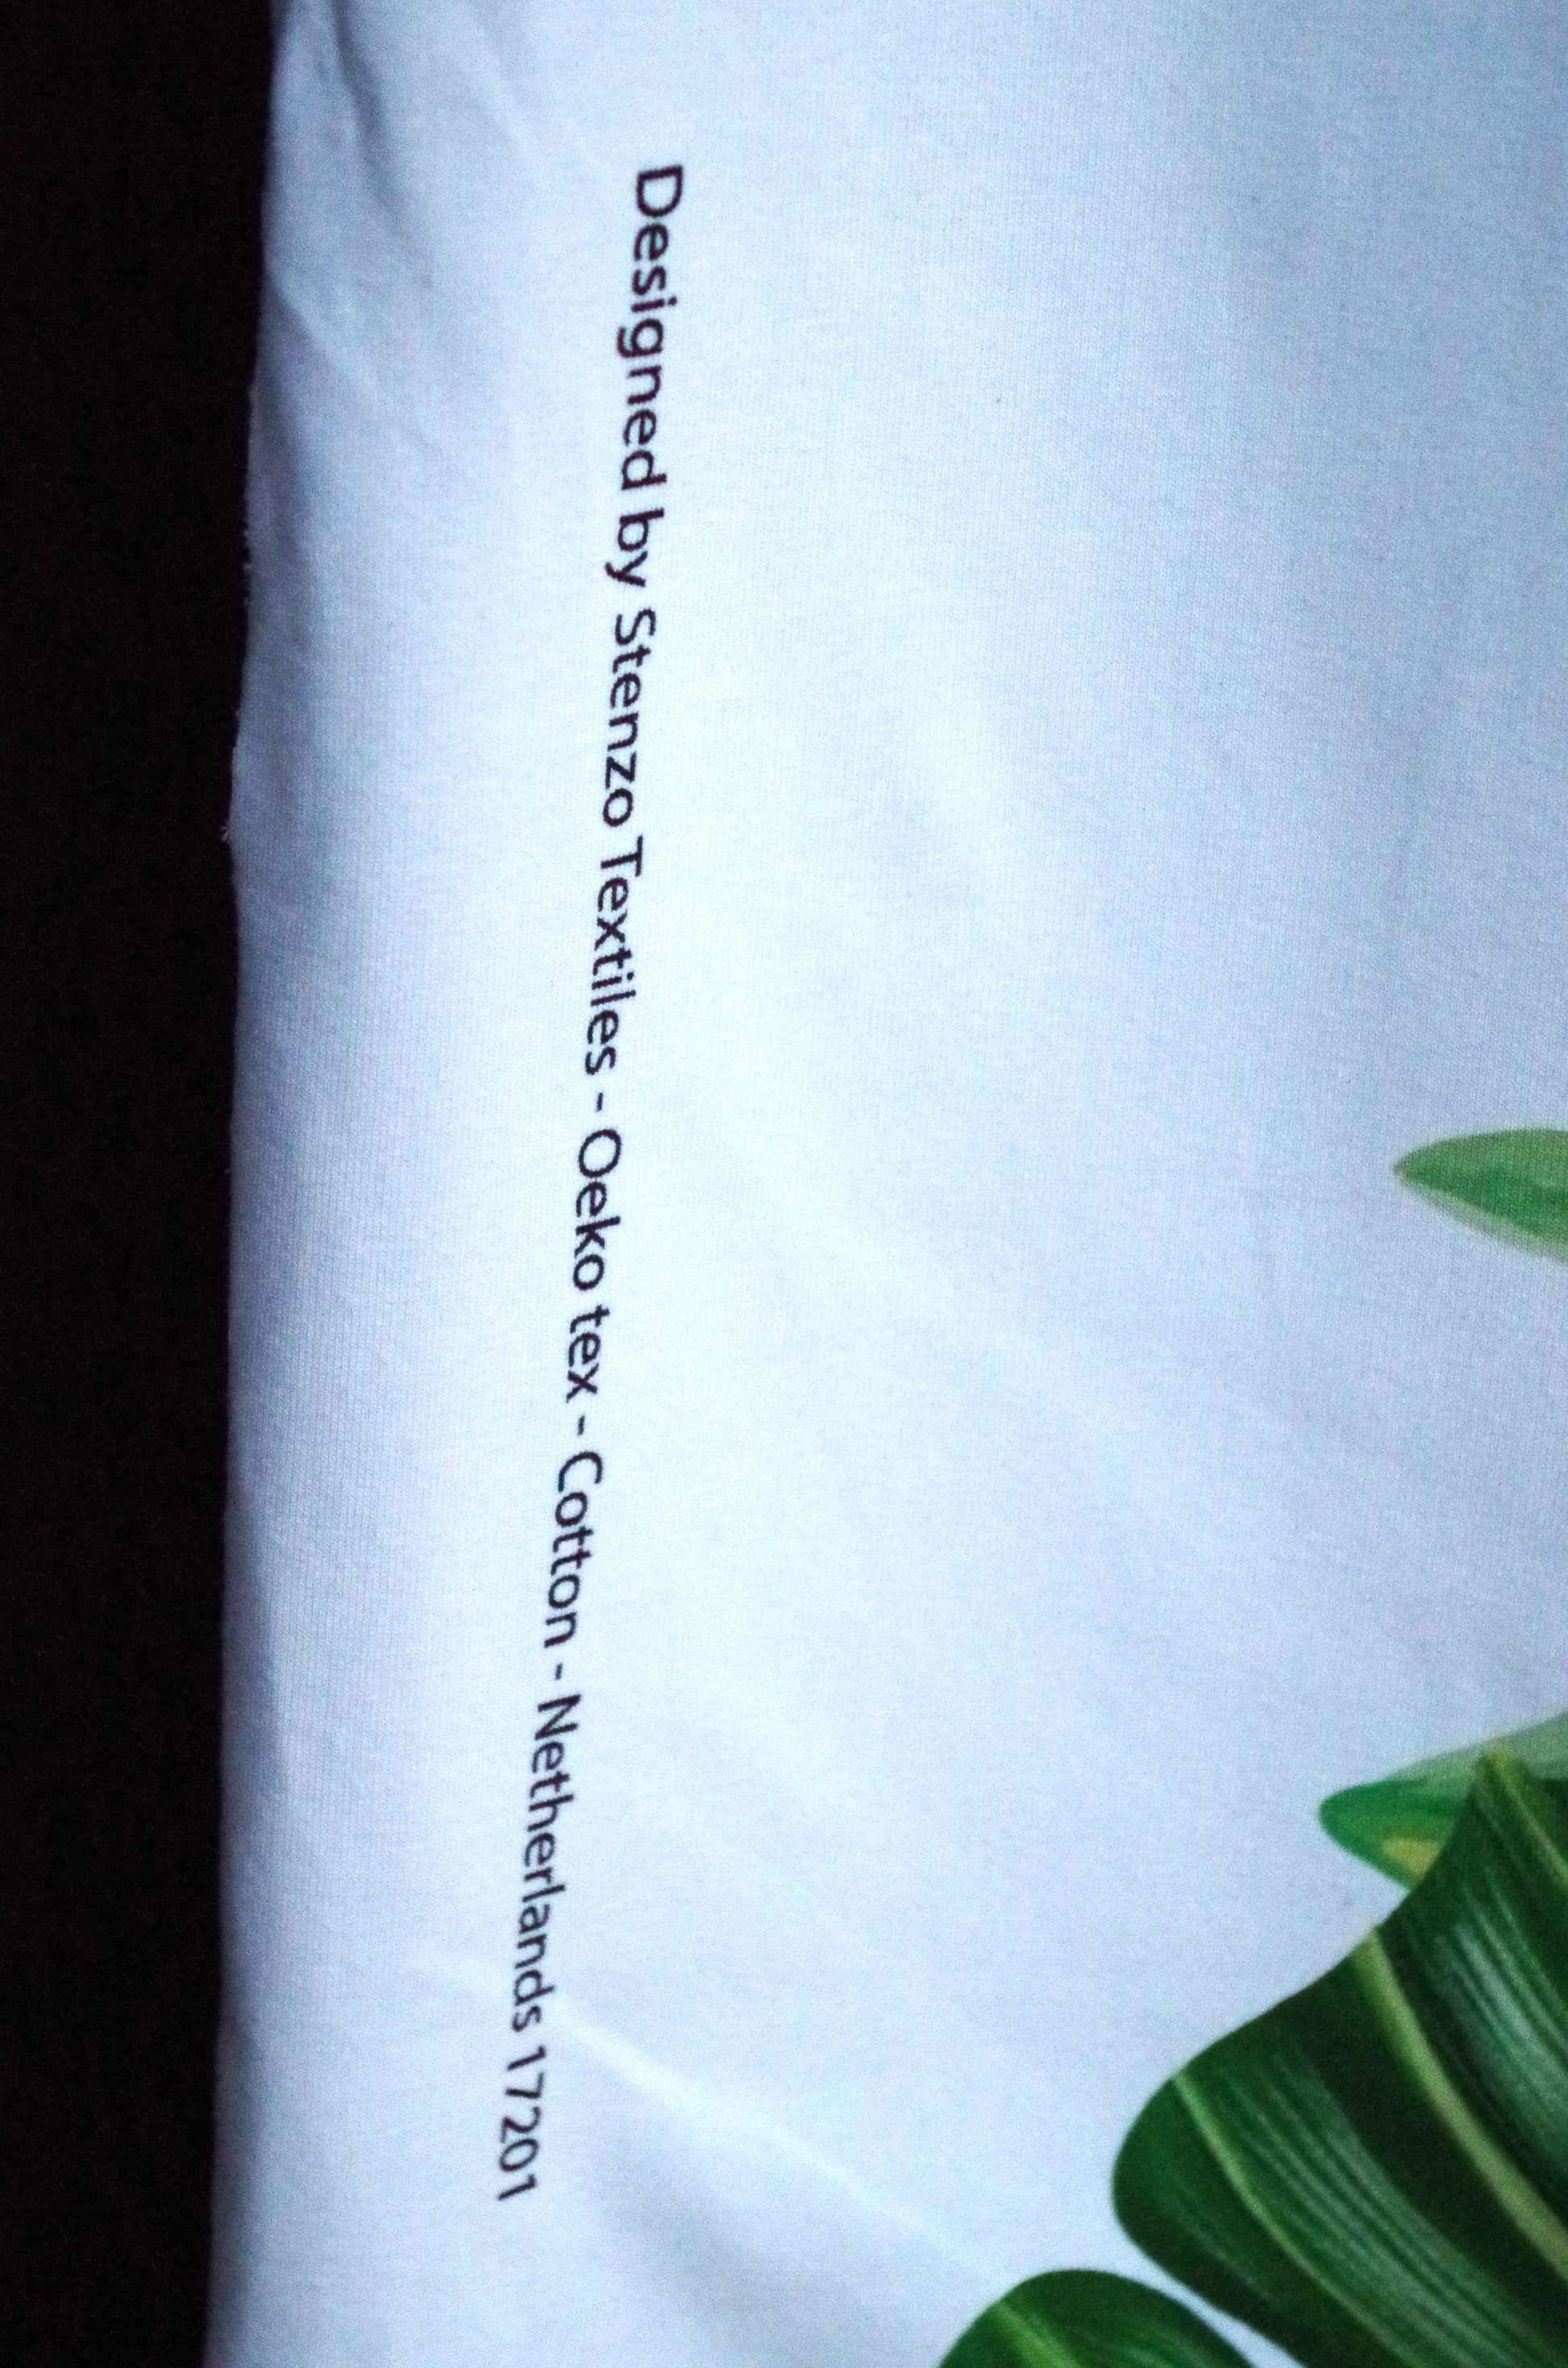 Designed by Stenzo Textiles - Oeko tex - Cotton - Netherlands 17201